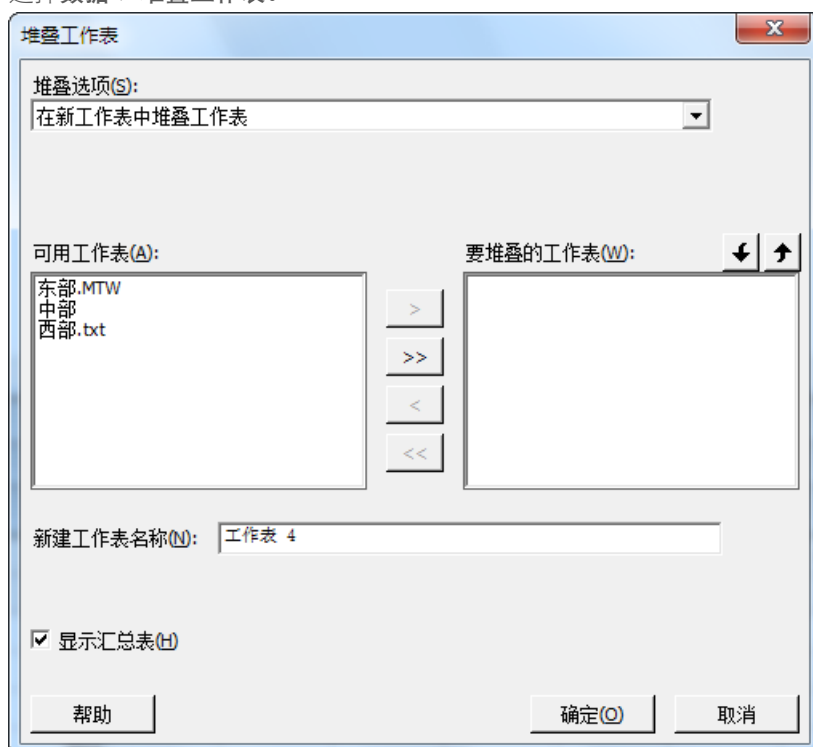 堆叠工作表
堆叠选项(S):
在新工作表中堆叠工作表
可用工作表(A):
要堆叠的工作表(W):
东部.MTW
中部
西部.txt
>
>>
<
<<
新建工作表名称(N):
工作表 4
显示汇总表(H)
帮助
确定(O)
取消